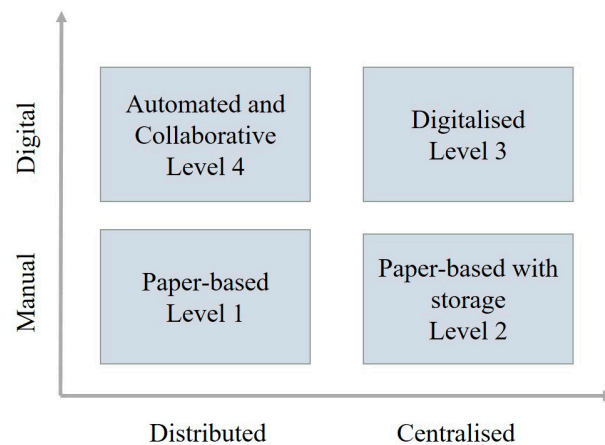 Digital
Automated and
Collaborative
Level 4
Digitalised
Level 3
Manual
Paper-based
Level 1
Paper-based with
storage
Level 2
Distributed
Centralised